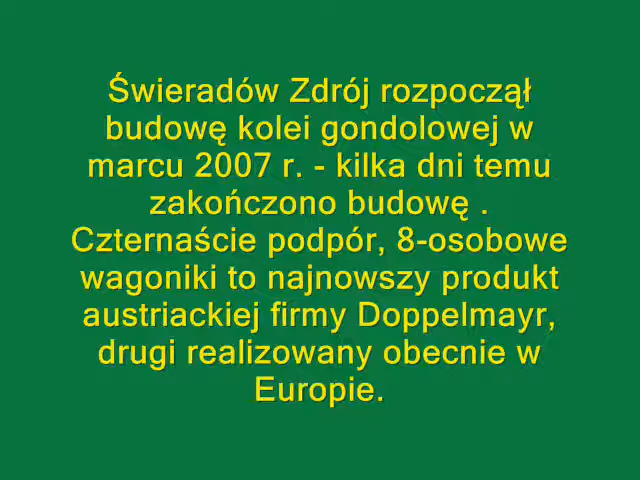 Świeradów Zdrój rozpoczął
budowę kolei gondolowej w
marcu 2007 r. - kilka dni temu
zakończono budowę .
Czternaście podpór, 8-osobowe
wagoniki to najnowszy produkt
austriackiej firmy Doppelmayr,
drugi realizowany obecnie w
Europie.